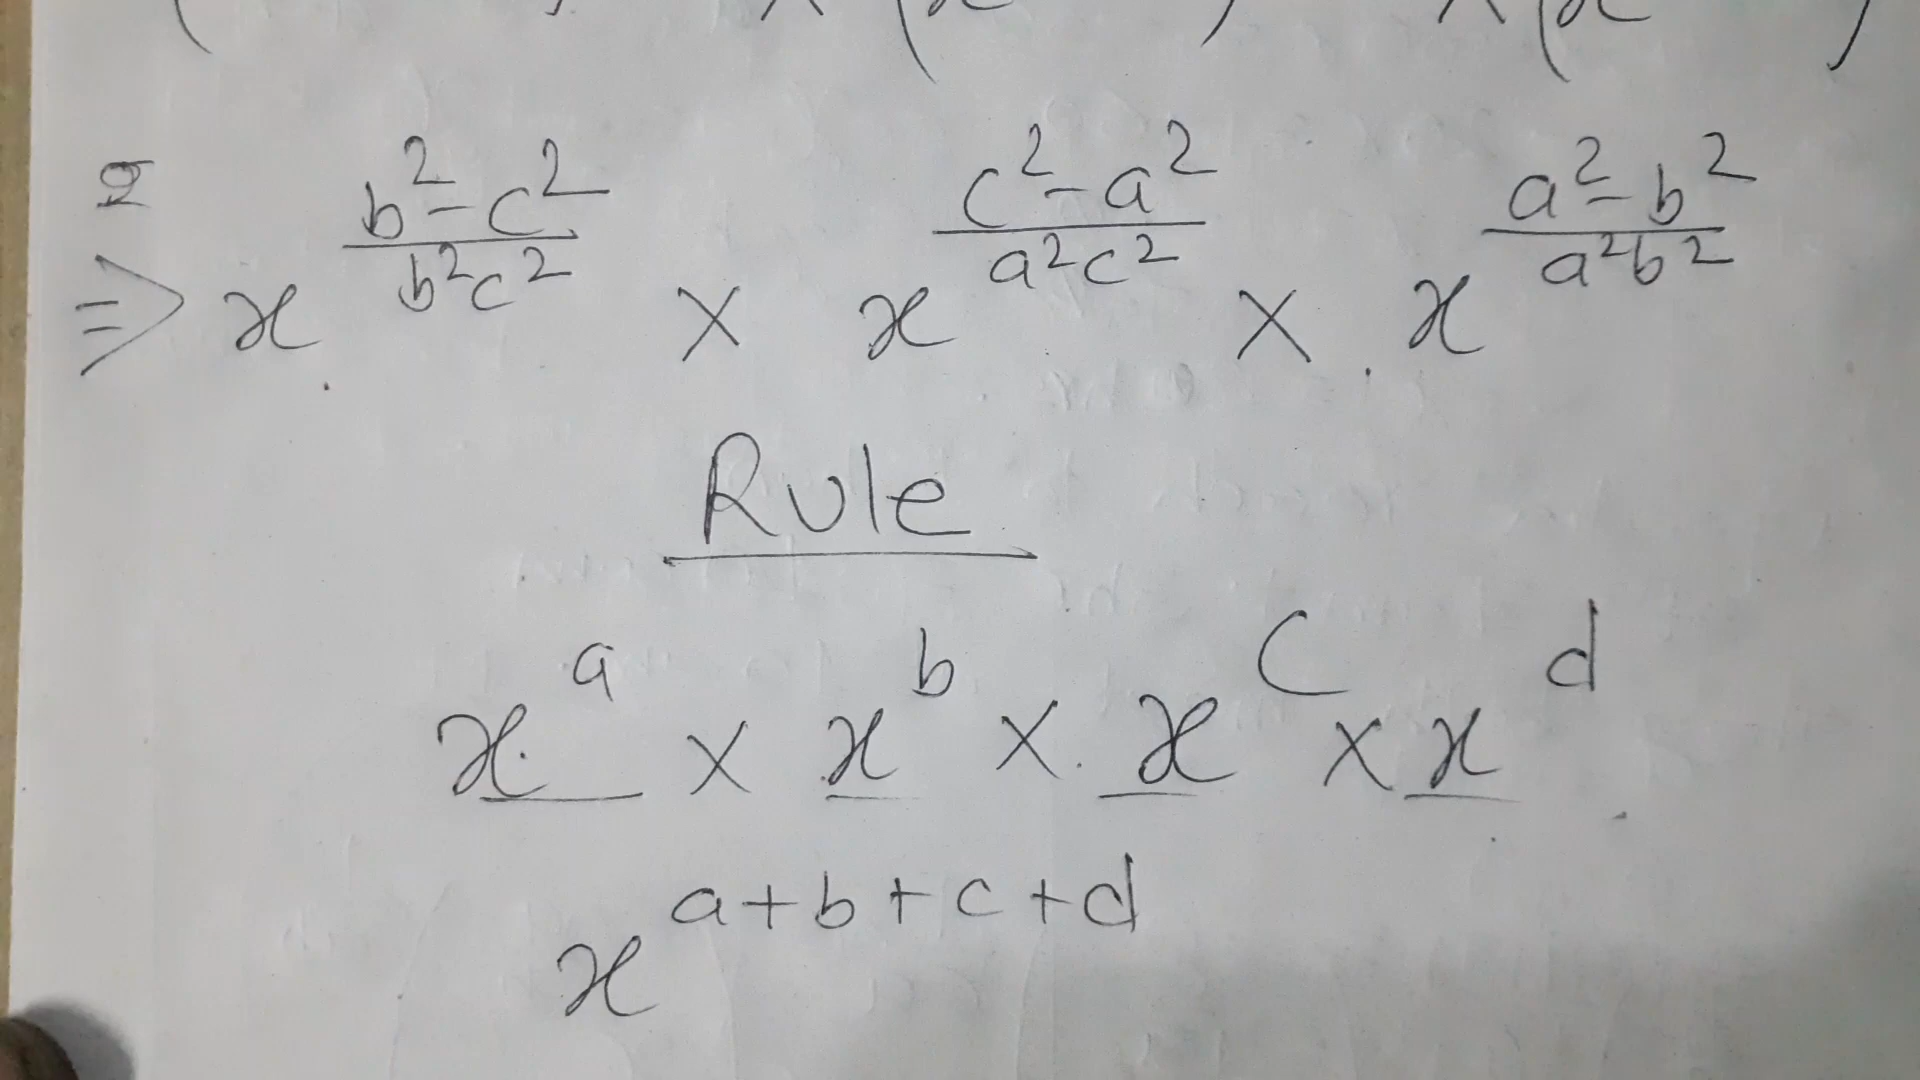 ⇒ x^((b²-c²)/(b²c²)) × x^((c²-a²)/(a²c²)) × x^((a²-b²)/(a²b²))
Rule
x^a × x^b × x^c × x^d
x^(a+b+c+d)